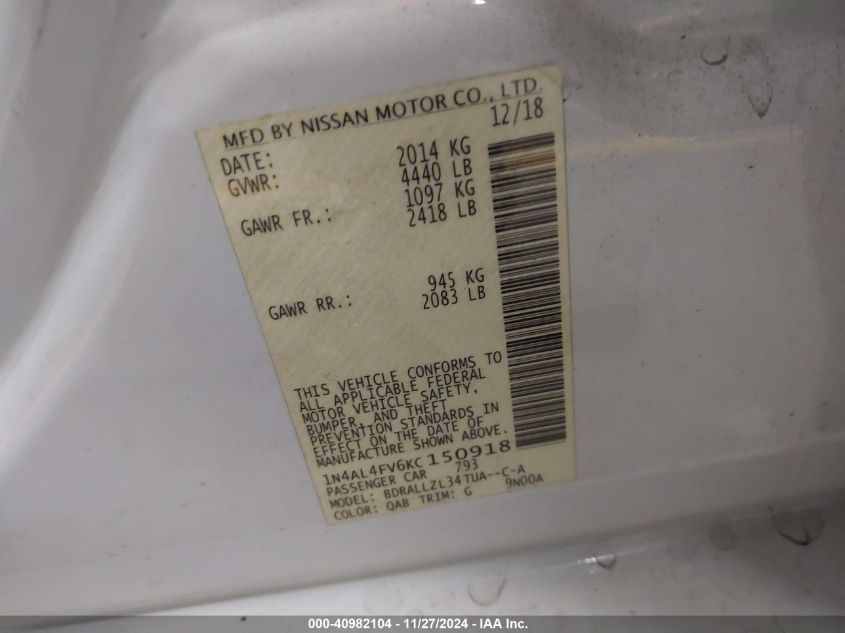 MFD BY NISSAN MOTOR CO., LTD.
DATE: 12/18
GVWR: 2014 KG
4440 LB
GAWR FR.: 1097 KG
2418 LB
GAWR RR.: 945 KG
2083 LB
THIS VEHICLE CONFORMS TO
ALL APPLICABLE FEDERAL
MOTOR VEHICLE SAFETY,
BUMPER, AND THEFT
PREVENTION STANDARDS IN
EFFECT ON THE DATE OF
MANUFACTURE SHOWN ABOVE.
1N4AL4FV6KC150918
PASSENGER CAR 793
MODEL: BDRALLZL34TUA--C-A
COLOR: QAB TRIM: G 9N00A
000-40982104 - 11/27/2024 - IAA Inc.